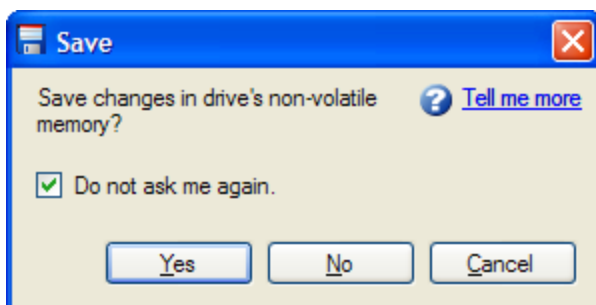 Save
Save changes in drive's non-volatile
memory?
Tell me more
Do not ask me again.
Yes
No
Cancel